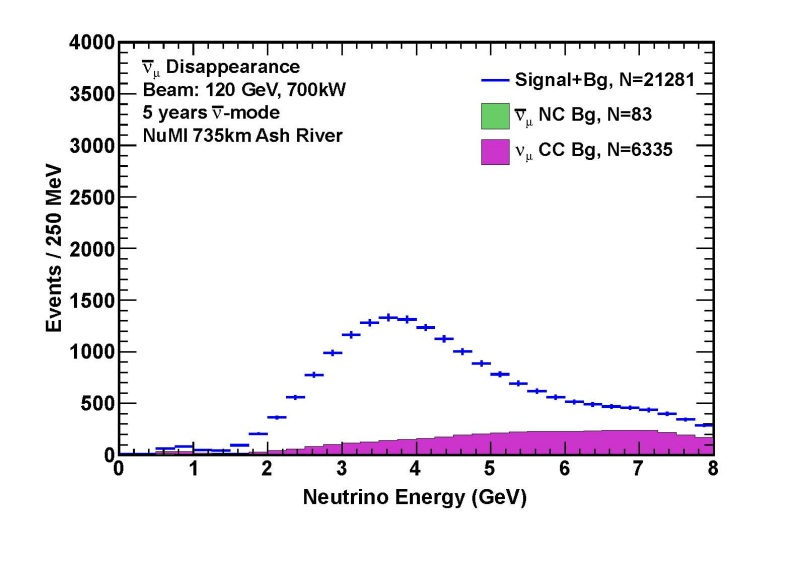 4000
3500
3000
2500
2000
1500
1000
500
0
Events / 250 MeV
ν̅μ Disappearance
Beam: 120 GeV, 700kW
5 years ν̅-mode
NuMI 735km Ash River
Signal+Bg, N=21281
ν̅μ NC Bg, N=83
νμ CC Bg, N=6335
0 1 2 3 4 5 6 7 8
Neutrino Energy (GeV)